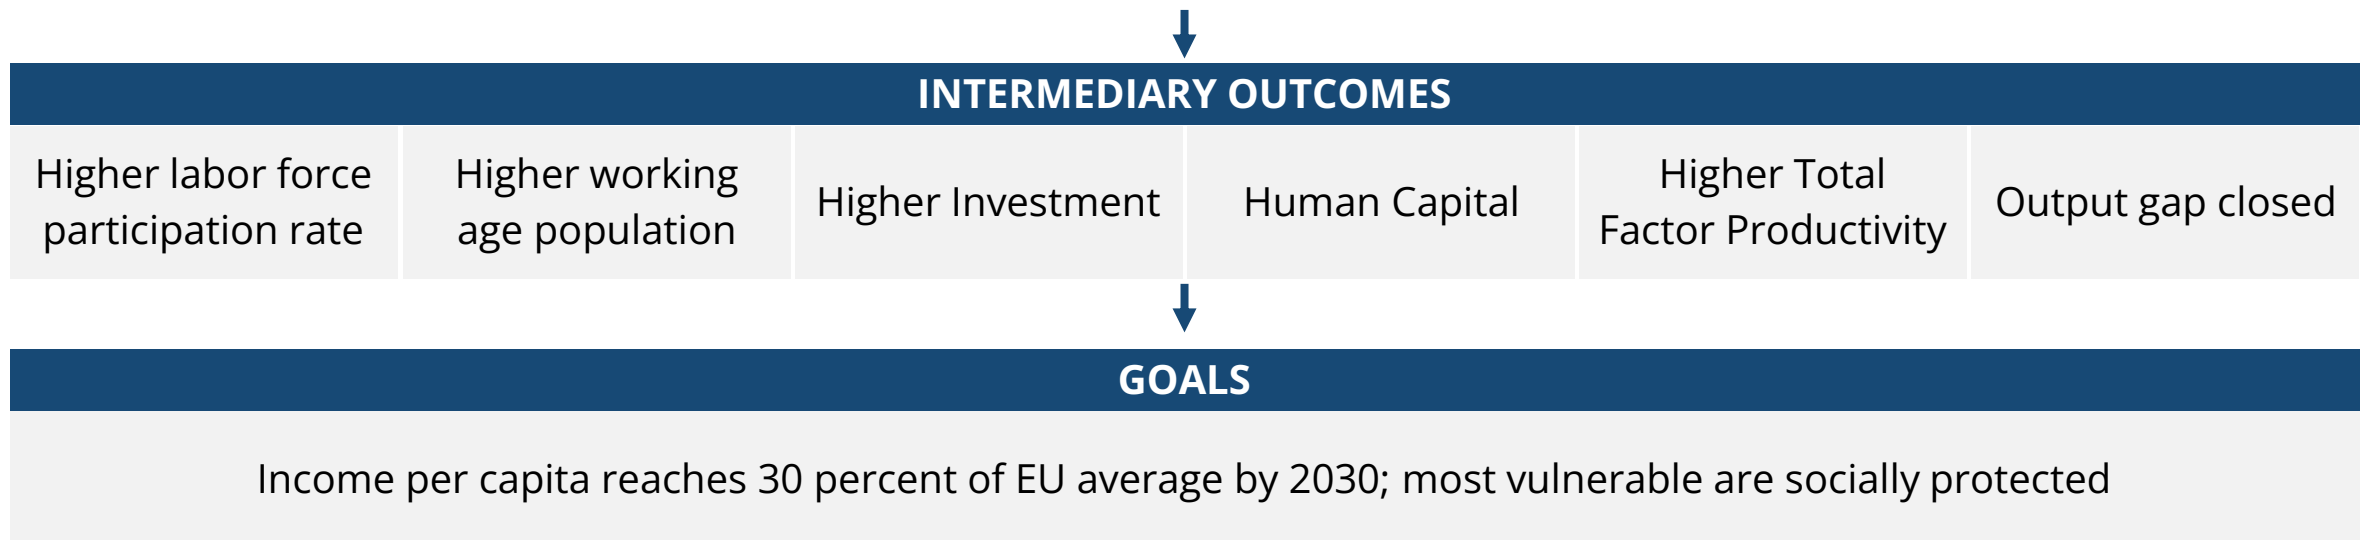 INTERMEDIARY OUTCOMES
Higher labor force
participation rate
Higher working
age population
Higher Investment
Human Capital
Higher Total
Factor Productivity
Output gap closed
GOALS
Income per capita reaches 30 percent of EU average by 2030; most vulnerable are socially protected